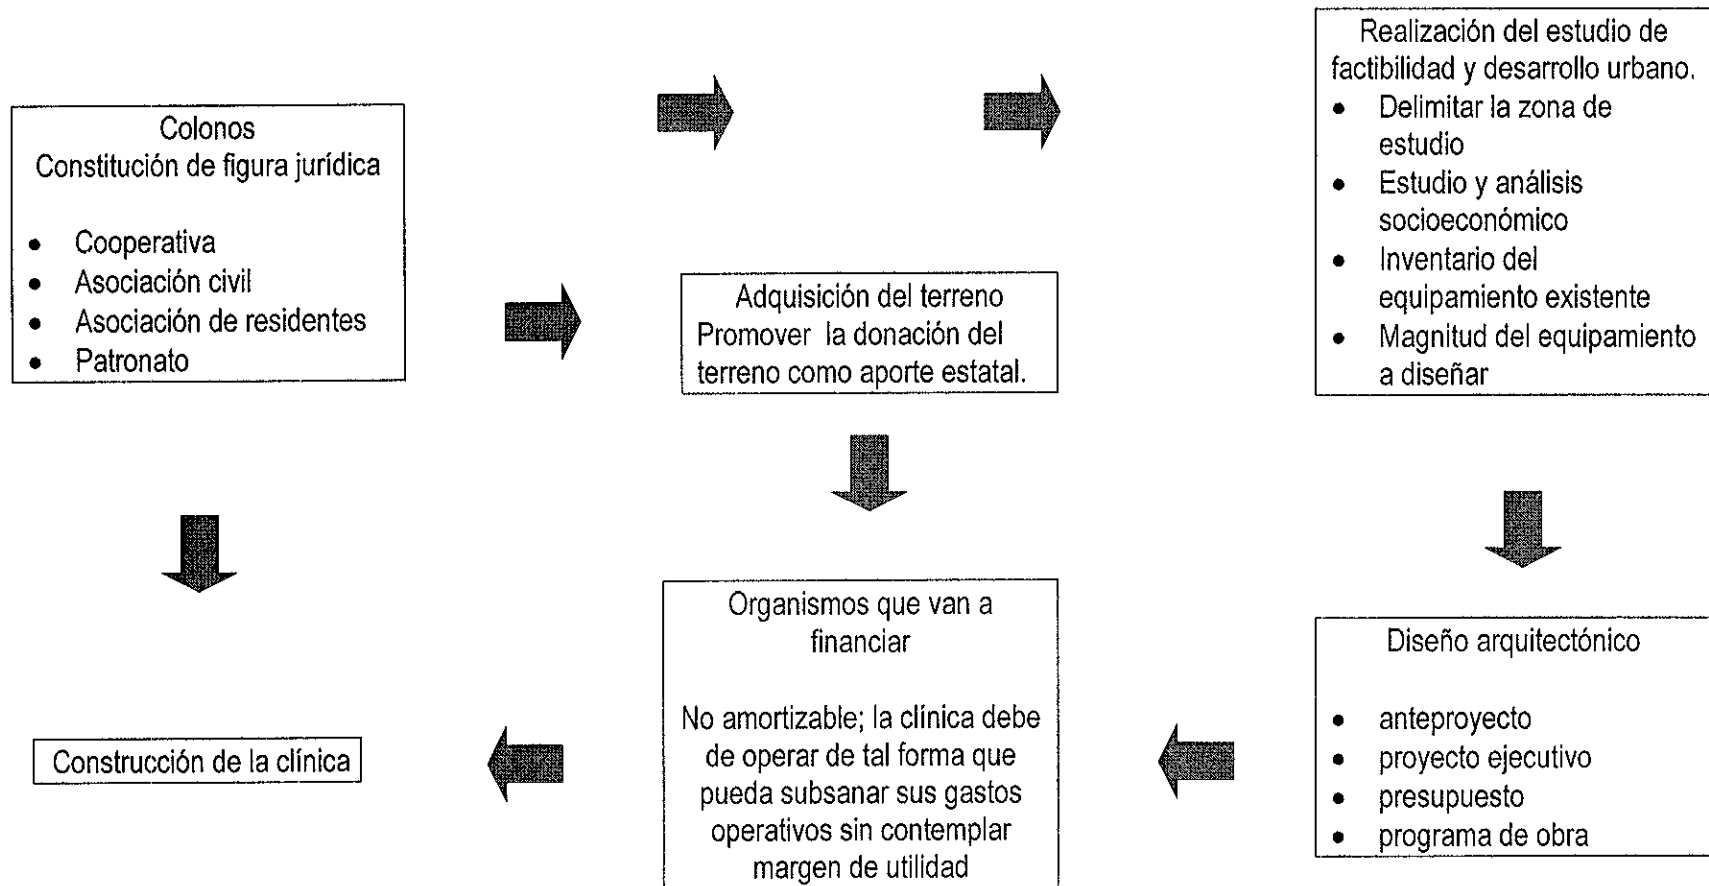 Colonos
Constitución de figura jurídica
• Cooperativa
• Asociación civil
• Asociación de residentes
• Patronato
Adquisición del terreno
Promover la donación del
terreno como aporte estatal.
Realización del estudio de
factibilidad y desarrollo urbano.
• Delimitar la zona de
estudio
• Estudio y análisis
socioeconómico
• Inventario del
equipamiento existente
• Magnitud del equipamiento
a diseñar
Construcción de la clínica
Organismos que van a
financiar
No amortizable; la clínica debe
de operar de tal forma que
pueda subsanar sus gastos
operativos sin contemplar
margen de utilidad
Diseño arquitectónico
• anteproyecto
• proyecto ejecutivo
• presupuesto
• programa de obra